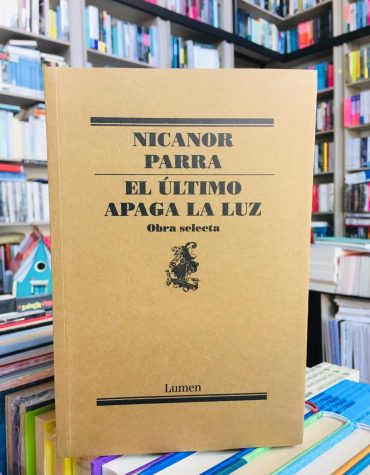 NICANOR
PARRA
EL ÚLTIMO
APAGA LA LUZ
Obra selecta
Lumen